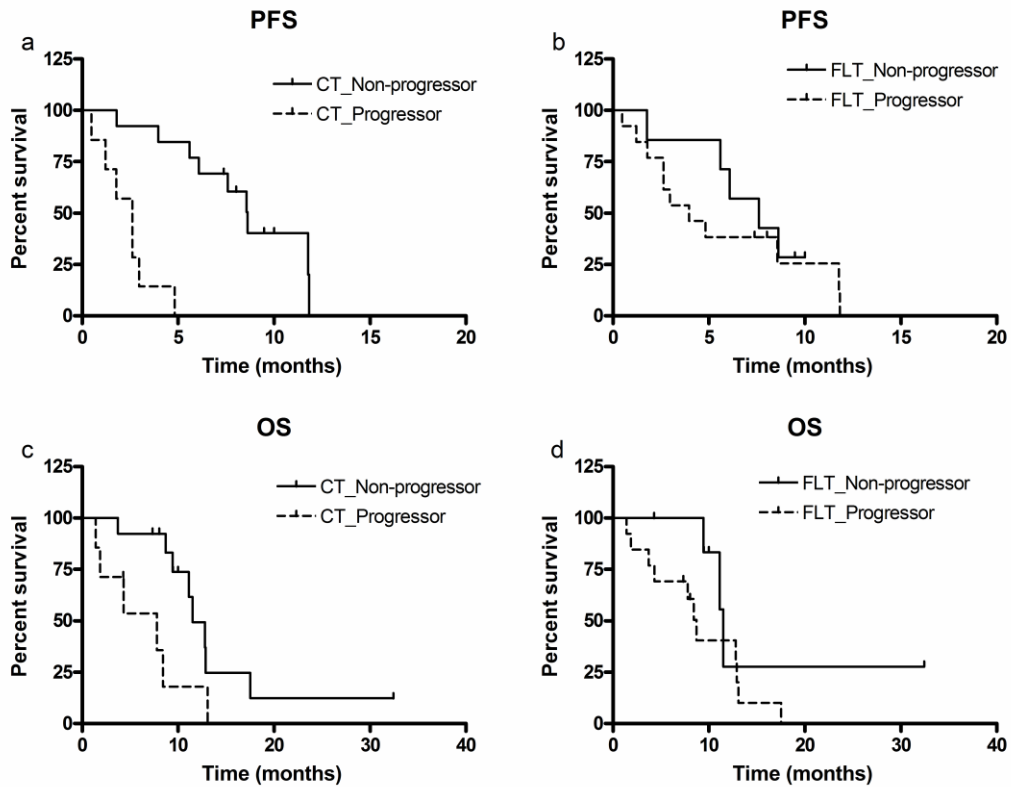 PFS
a
125
100
75
50
25
0
Percent survival
CT_Non-progressor
CT_Progressor
0 5 10 15 20
Time (months)
PFS
b
125
100
75
50
25
0
Percent survival
FLT_Non-progressor
FLT_Progressor
0 5 10 15 20
Time (months)
OS
c
125
100
75
50
25
0
Percent survival
CT_Non-progressor
CT_Progressor
0 10 20 30 40
Time (months)
OS
d
125
100
75
50
25
0
Percent survival
FLT_Non-progressor
FLT_Progressor
0 10 20 30 40
Time (months)